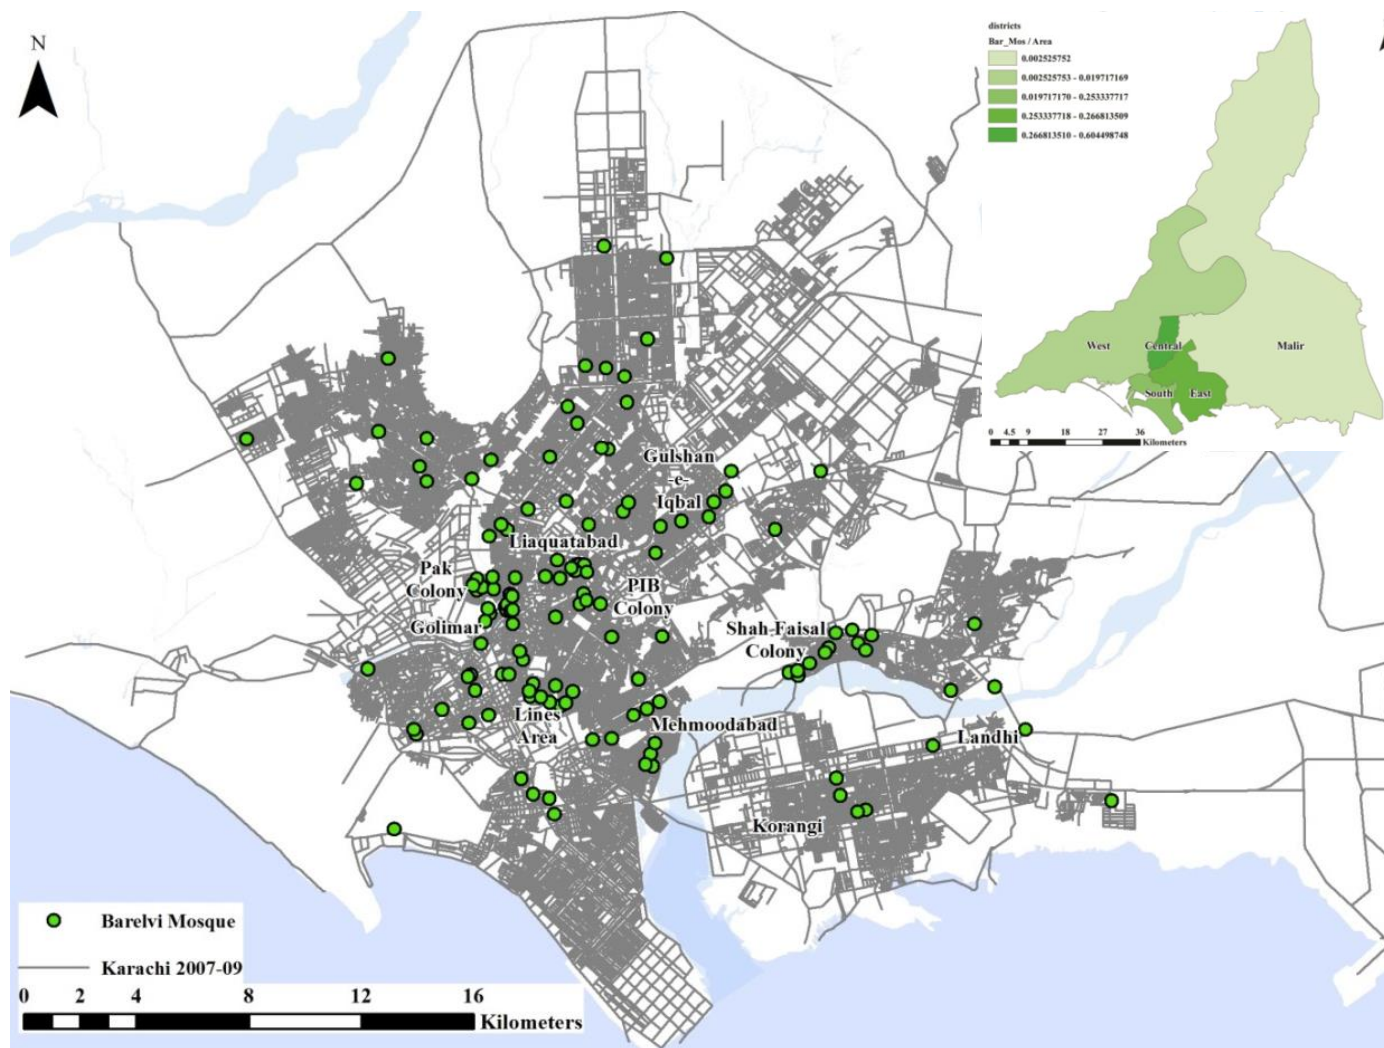 N
districts
Bar_Mos / Area
0.002525752
0.002525753 - 0.019717169
0.019717170 - 0.253337717
0.253337718 - 0.266813509
0.266813510 - 0.604498748
West
Central
Malir
South
East
0 4.5 9 18 27 36
Kilometers
Gulshan
-e-
Iqbal
Liaquatabad
Pak
Colony
PIB
Colony
Golimar
Shah Faisal
Colony
Lines
Area
Mehmoodabad
Landhi
Korangi
Barelvi Mosque
Karachi 2007-09
0 2 4 8 12 16
Kilometers